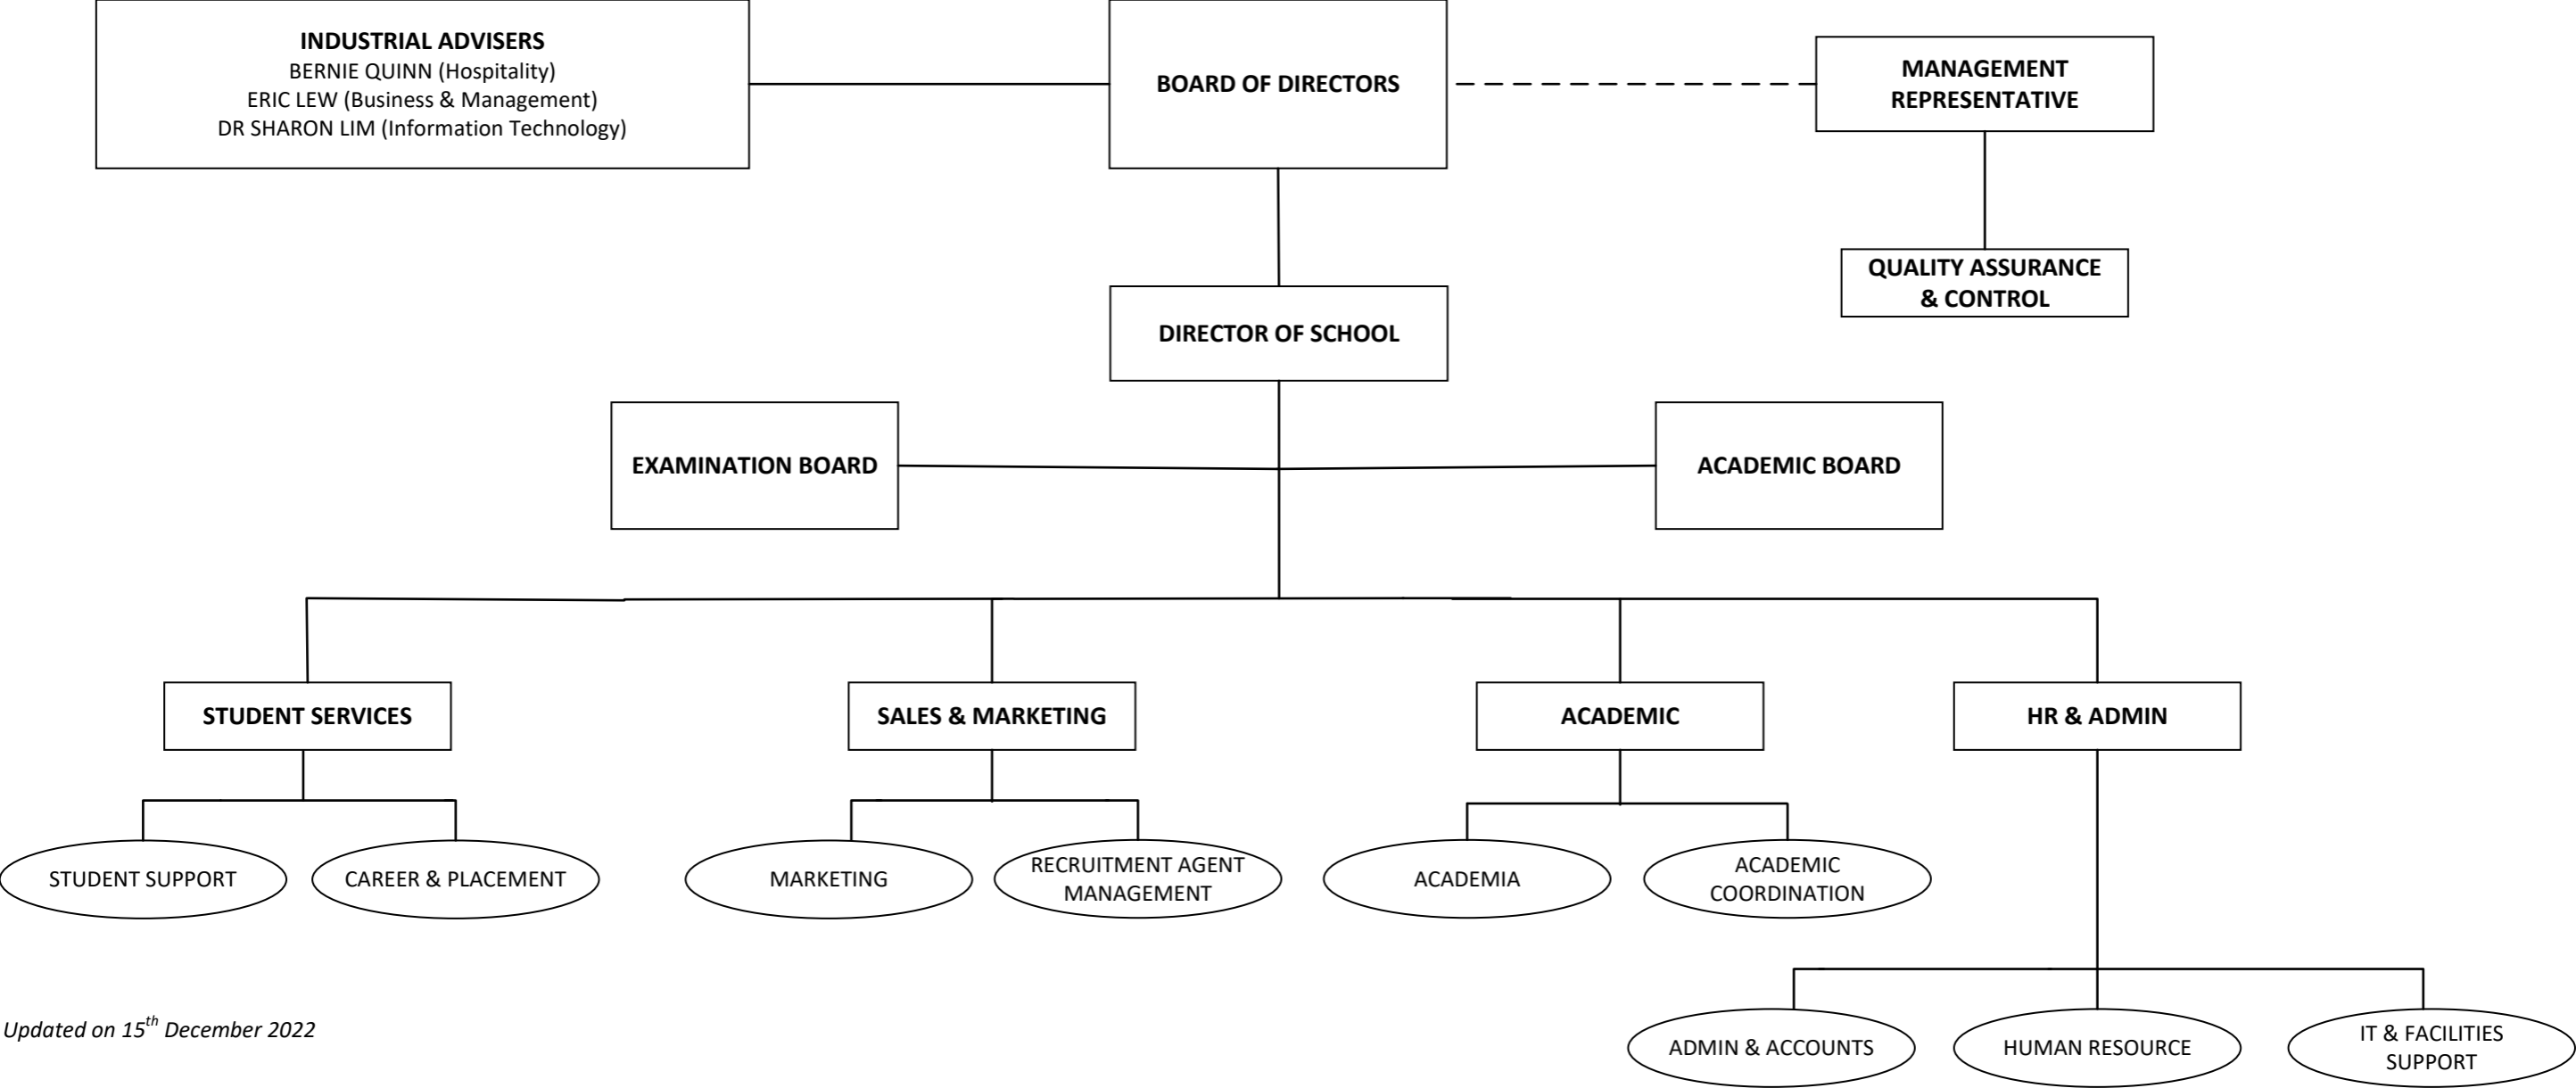 INDUSTRIAL ADVISERS
BERNIE QUINN (Hospitality)
ERIC LEW (Business & Management)
DR SHARON LIM (Information Technology)
BOARD OF DIRECTORS
MANAGEMENT
REPRESENTATIVE
QUALITY ASSURANCE
& CONTROL
DIRECTOR OF SCHOOL
EXAMINATION BOARD
ACADEMIC BOARD
STUDENT SERVICES
SALES & MARKETING
ACADEMIC
HR & ADMIN
STUDENT SUPPORT
CAREER & PLACEMENT
MARKETING
RECRUITMENT AGENT
MANAGEMENT
ACADEMIA
ACADEMIC
COORDINATION
ADMIN & ACCOUNTS
HUMAN RESOURCE
IT & FACILITIES
SUPPORT
Updated on 15th December 2022